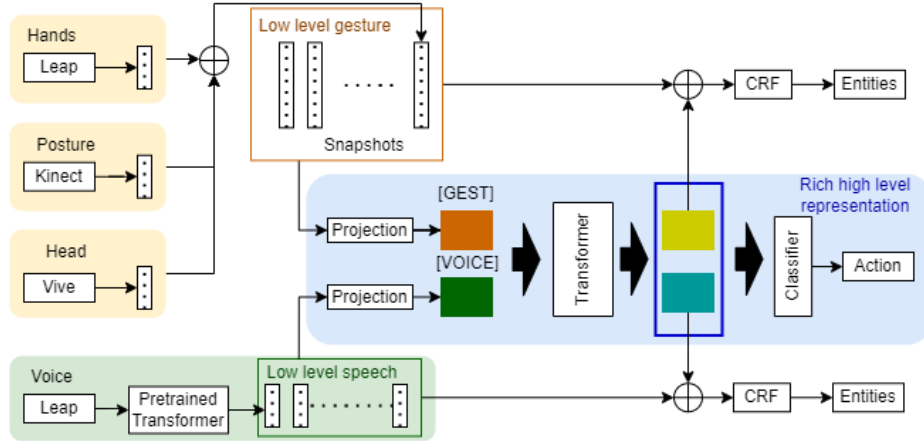 Hands
Leap
Posture
Kinect
Head
Vive
Low level gesture
Snapshots
CRF
Entities
Rich high level
representation
[GEST]
Projection
[VOICE]
Projection
Transformer
Classifier
Action
Voice
Leap
Pretrained
Transformer
Low level speech
CRF
Entities